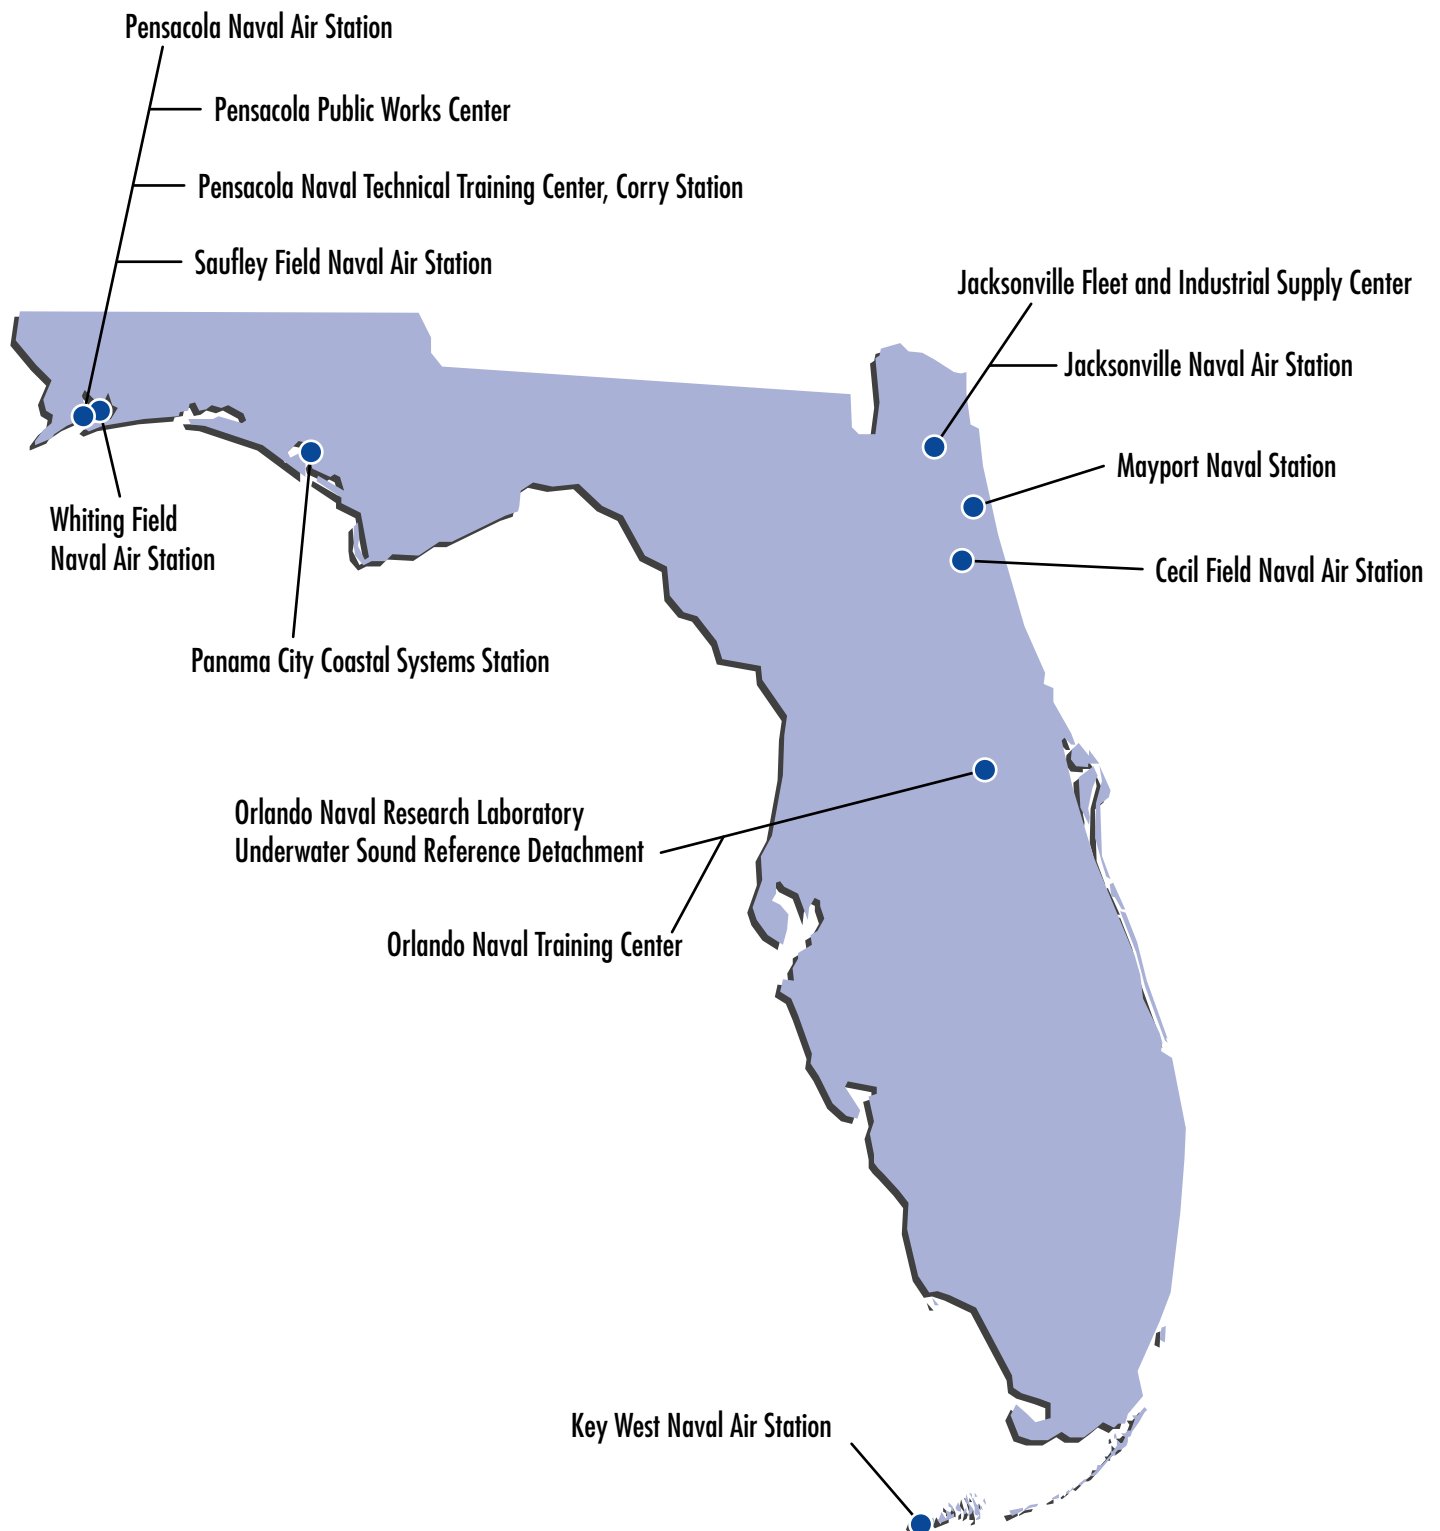 Pensacola Naval Air Station
Pensacola Public Works Center
Pensacola Naval Technical Training Center, Corry Station
Saufley Field Naval Air Station
Jacksonville Fleet and Industrial Supply Center
Jacksonville Naval Air Station
Mayport Naval Station
Whiting Field
Naval Air Station
Cecil Field Naval Air Station
Panama City Coastal Systems Station
Orlando Naval Research Laboratory
Underwater Sound Reference Detachment
Orlando Naval Training Center
Key West Naval Air Station